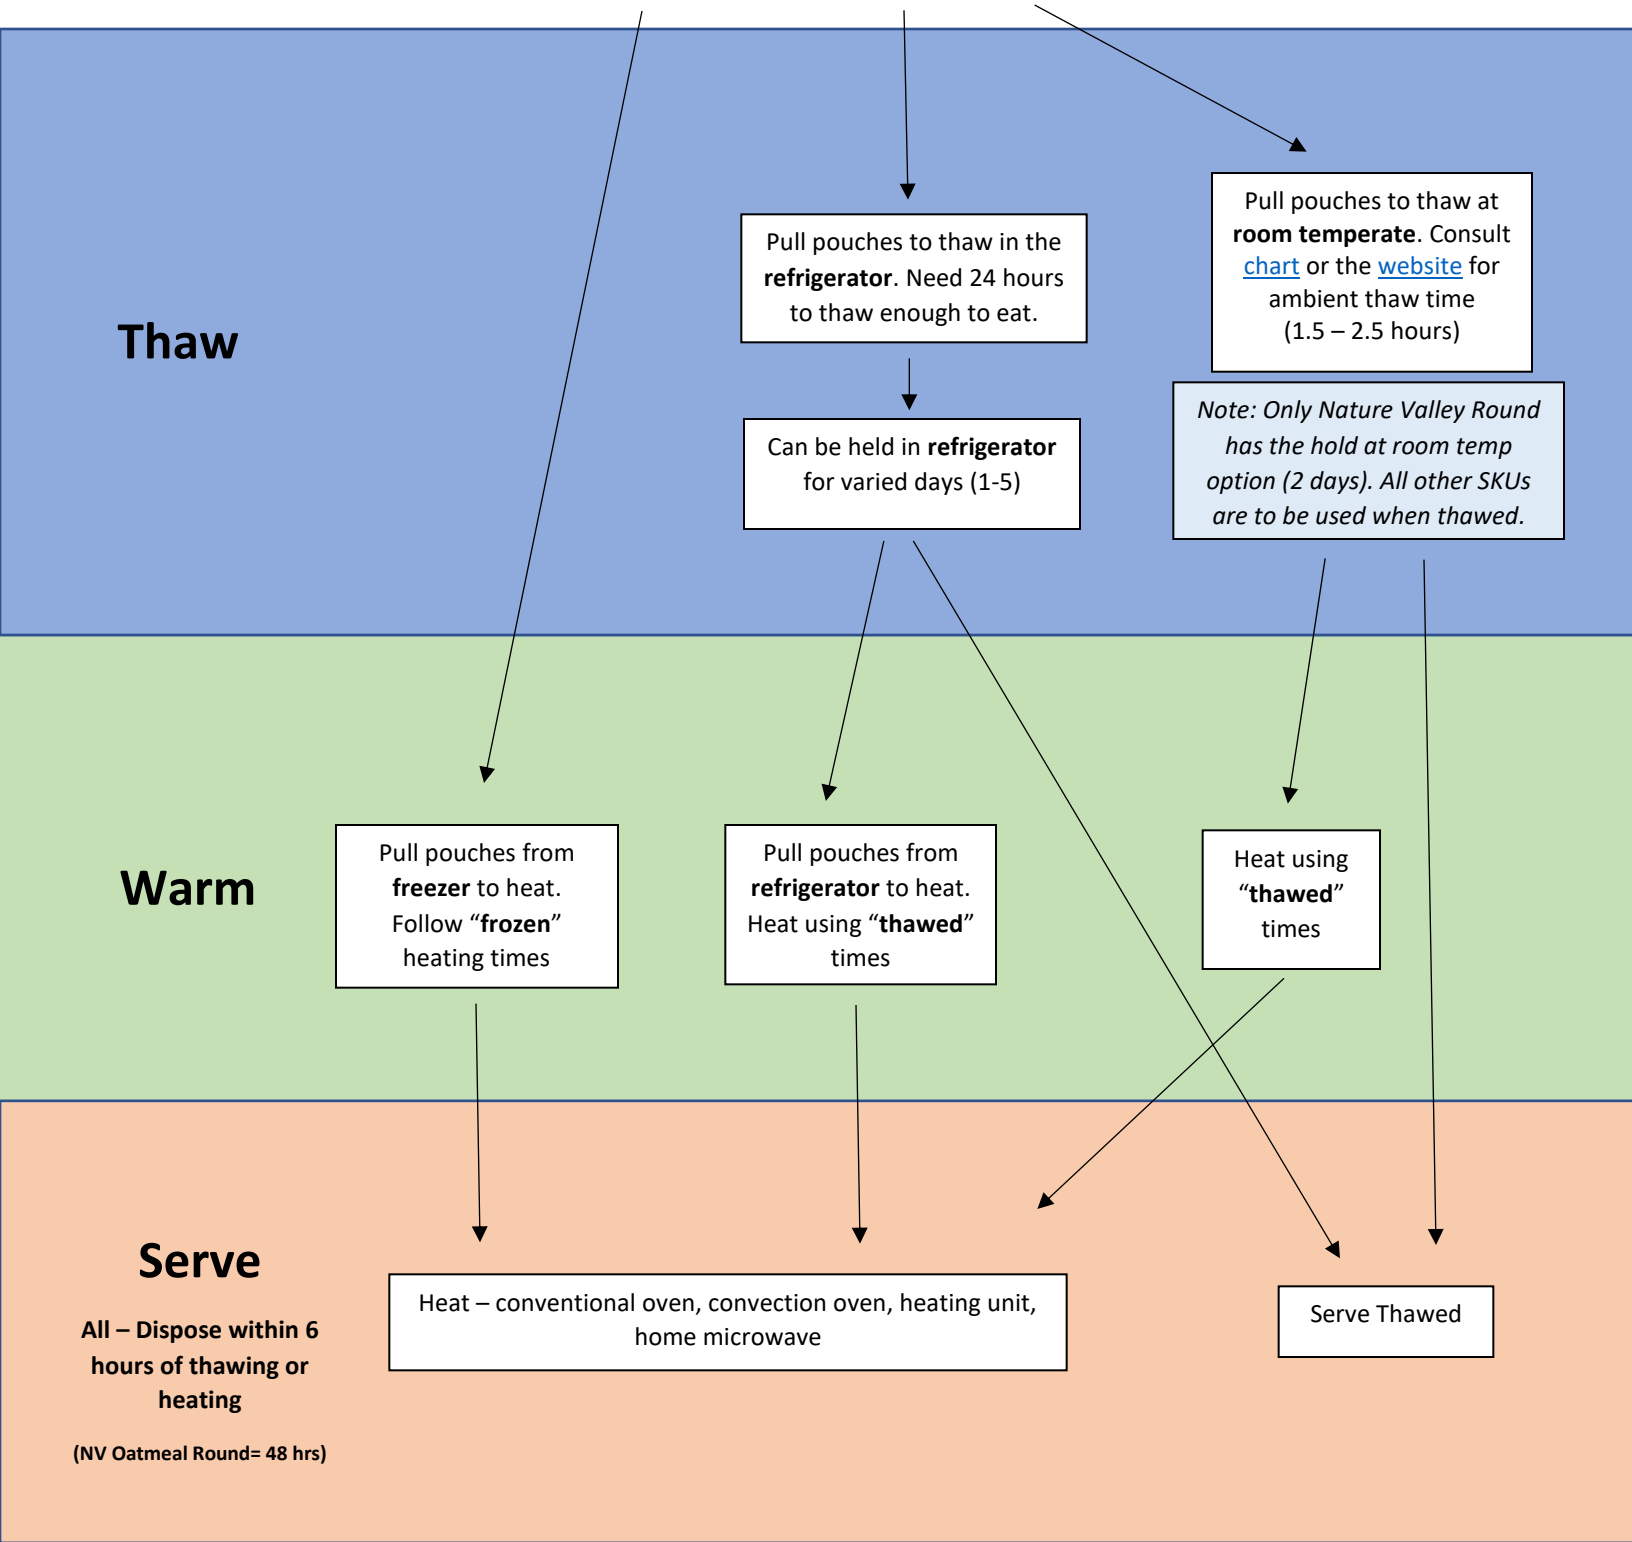 Thaw
Pull pouches to thaw in the
refrigerator. Need 24 hours
to thaw enough to eat.
Can be held in refrigerator
for varied days (1-5)
Pull pouches to thaw at
room temperate. Consult
chart or the website for
ambient thaw time
(1.5 – 2.5 hours)
Note: Only Nature Valley Round
has the hold at room temp
option (2 days). All other SKUs
are to be used when thawed.
Warm
Pull pouches from
freezer to heat.
Follow “frozen”
heating times
Pull pouches from
refrigerator to heat.
Heat using “thawed”
times
Heat using
“thawed”
times
Serve
All – Dispose within 6
hours of thawing or
heating
(NV Oatmeal Round= 48 hrs)
Heat – conventional oven, convection oven, heating unit,
home microwave
Serve Thawed